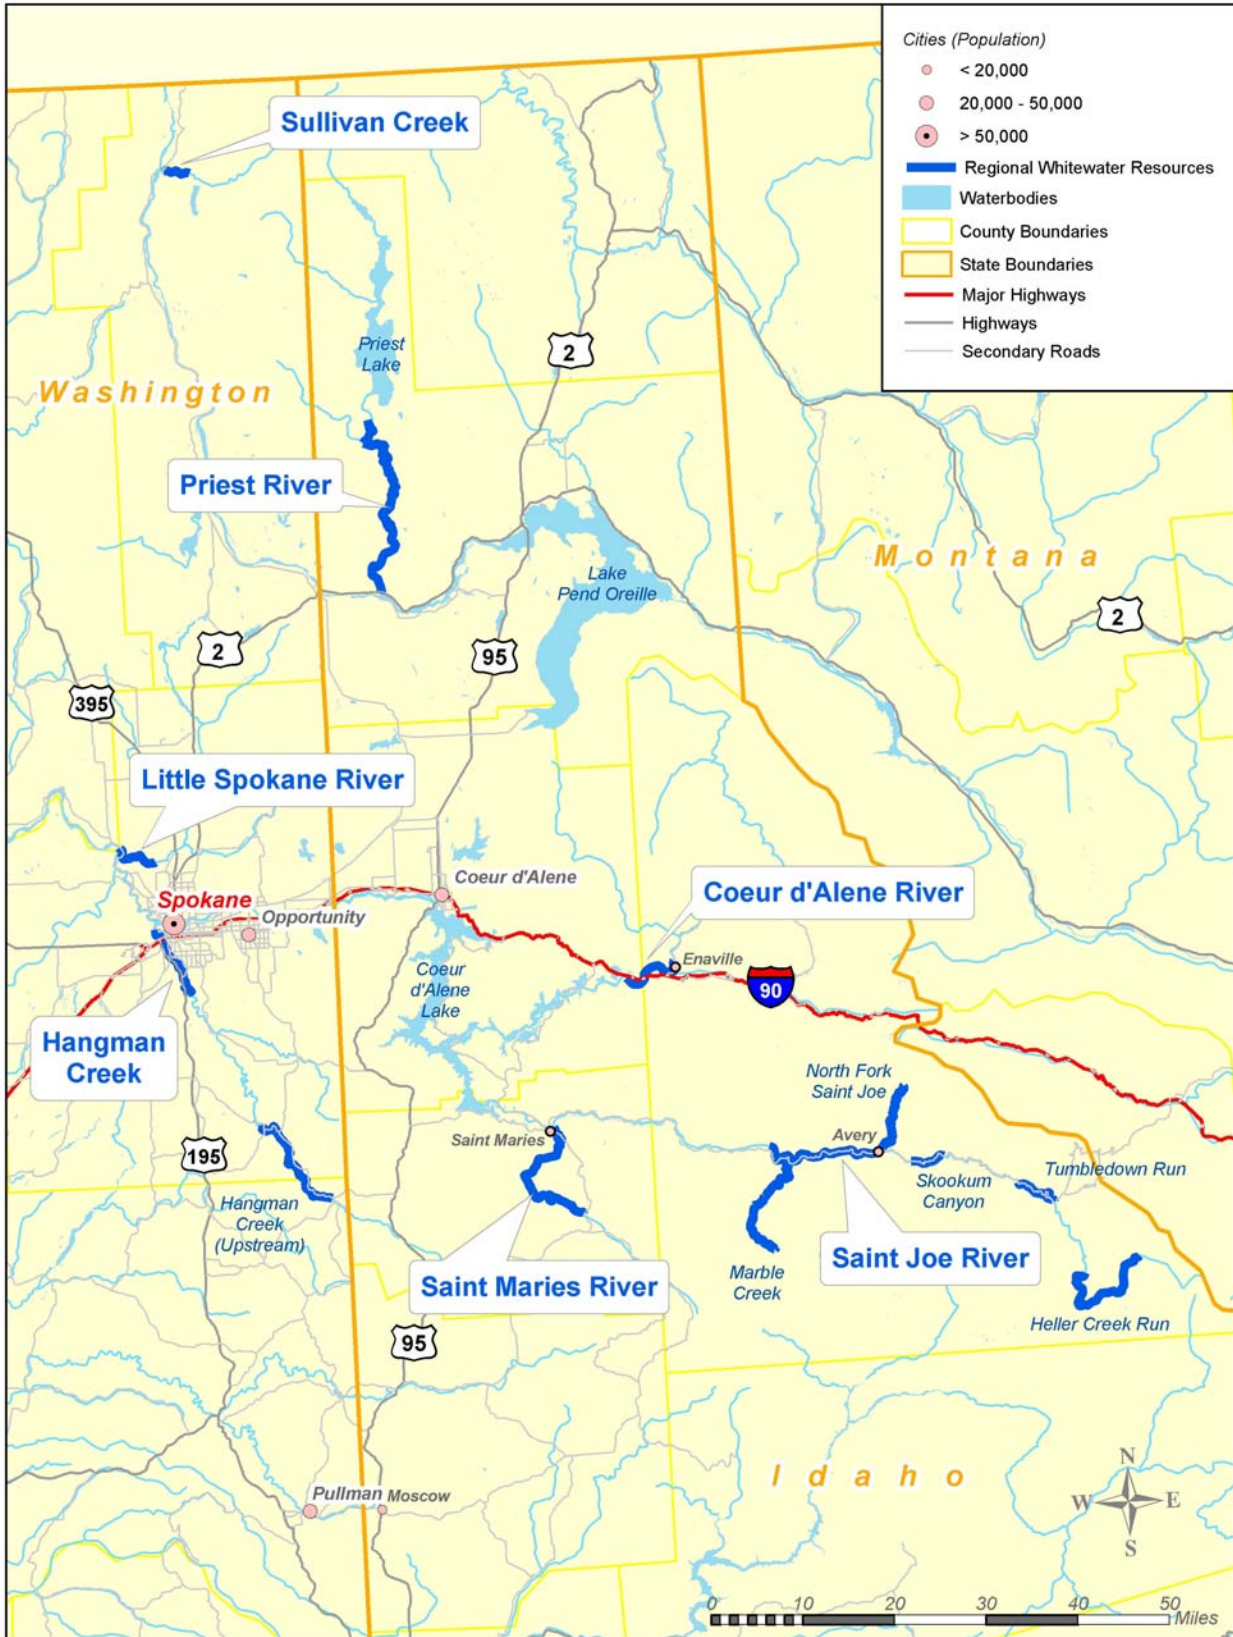 Cities (Population)
< 20,000
20,000 - 50,000
> 50,000
Regional Whitewater Resources
Waterbodies
County Boundaries
State Boundaries
Major Highways
Highways
Secondary Roads
Sullivan Creek
Priest
Lake
2
Washington
Priest River
Montana
Lake
Pend Oreille
2
2
95
395
Little Spokane River
Coeur d'Alene
Coeur d'Alene River
Spokane
Opportunity
Enaville
Coeur
d'Alene
Lake
90
Hangman
Creek
North Fork
Saint Joe
Saint Maries
Avery
195
Skookum
Canyon
Tumbledown Run
Hangman
Creek
(Upstream)
Saint Joe River
Saint Maries River
Marble
Creek
Heller Creek Run
95
Idaho
N
W
E
S
Pullman
Moscow
0
10
20
30
40
50
Miles